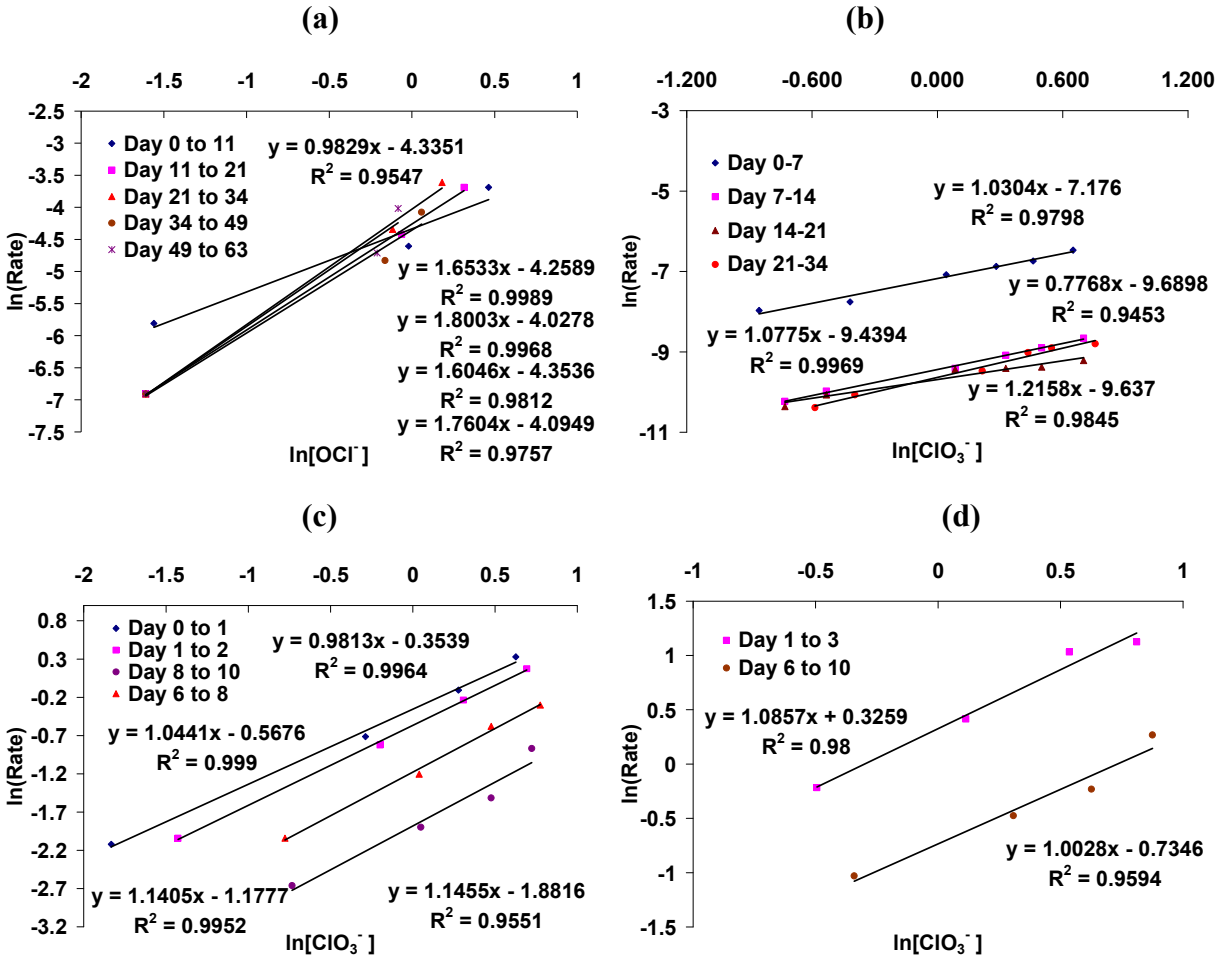 (a)
-2 -1.5 -1 -0.5 0 0.5 1
-2.5
-3
-3.5
-4
-4.5
-5
-5.5
-6
-6.5
-7
-7.5
ln(Rate)
Day 0 to 11
Day 11 to 21
Day 21 to 34
Day 34 to 49
Day 49 to 63
y = 0.9829x - 4.3351
R² = 0.9547
y = 1.6533x - 4.2589
R² = 0.9989
y = 1.8003x - 4.0278
R² = 0.9968
y = 1.6046x - 4.3536
R² = 0.9812
y = 1.7604x - 4.0949
R² = 0.9757
ln[OCl⁻]
(b)
-1.200 -0.600 0.000 0.600 1.200
-3
-5
-7
-9
-11
ln(Rate)
Day 0-7
Day 7-14
Day 14-21
Day 21-34
y = 1.0304x - 7.176
R² = 0.9798
y = 0.7768x - 9.6898
R² = 0.9453
y = 1.0775x - 9.4394
R² = 0.9969
y = 1.2158x - 9.637
R² = 0.9845
ln[ClO₃⁻]
(c)
-2 -1.5 -1 -0.5 0 0.5 1
0.8
0.3
-0.2
-0.7
-1.2
-1.7
-2.2
-2.7
-3.2
ln(Rate)
Day 0 to 1
Day 1 to 2
Day 8 to 10
Day 6 to 8
y = 0.9813x - 0.3539
R² = 0.9964
y = 1.0441x - 0.5676
R² = 0.999
y = 1.1405x - 1.1777
R² = 0.9952
y = 1.1455x - 1.8816
R² = 0.9551
ln[ClO₃⁻]
(d)
-1 -0.5 0 0.5 1
1.5
1
0.5
0
-0.5
-1
-1.5
ln(Rate)
Day 1 to 3
Day 6 to 10
y = 1.0857x + 0.3259
R² = 0.98
y = 1.0028x - 0.7346
R² = 0.9594
ln[ClO₃⁻]